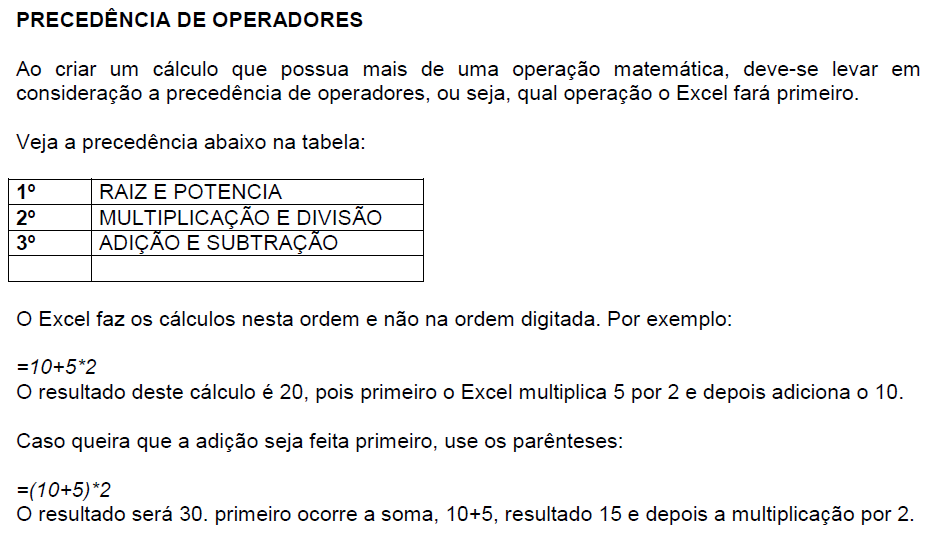 PRECEDÊNCIA DE OPERADORES
Ao criar um cálculo que possua mais de uma operação matemática, deve-se levar em
consideração a precedência de operadores, ou seja, qual operação o Excel fará primeiro.
Veja a precedência abaixo na tabela:
1º RAIZ E POTENCIA
2º MULTIPLICAÇÃO E DIVISÃO
3º ADIÇÃO E SUBTRAÇÃO
O Excel faz os cálculos nesta ordem e não na ordem digitada. Por exemplo:
=10+5*2
O resultado deste cálculo é 20, pois primeiro o Excel multiplica 5 por 2 e depois adiciona o 10.
Caso queira que a adição seja feita primeiro, use os parênteses:
=(10+5)*2
O resultado será 30. primeiro ocorre a soma, 10+5, resultado 15 e depois a multiplicação por 2.